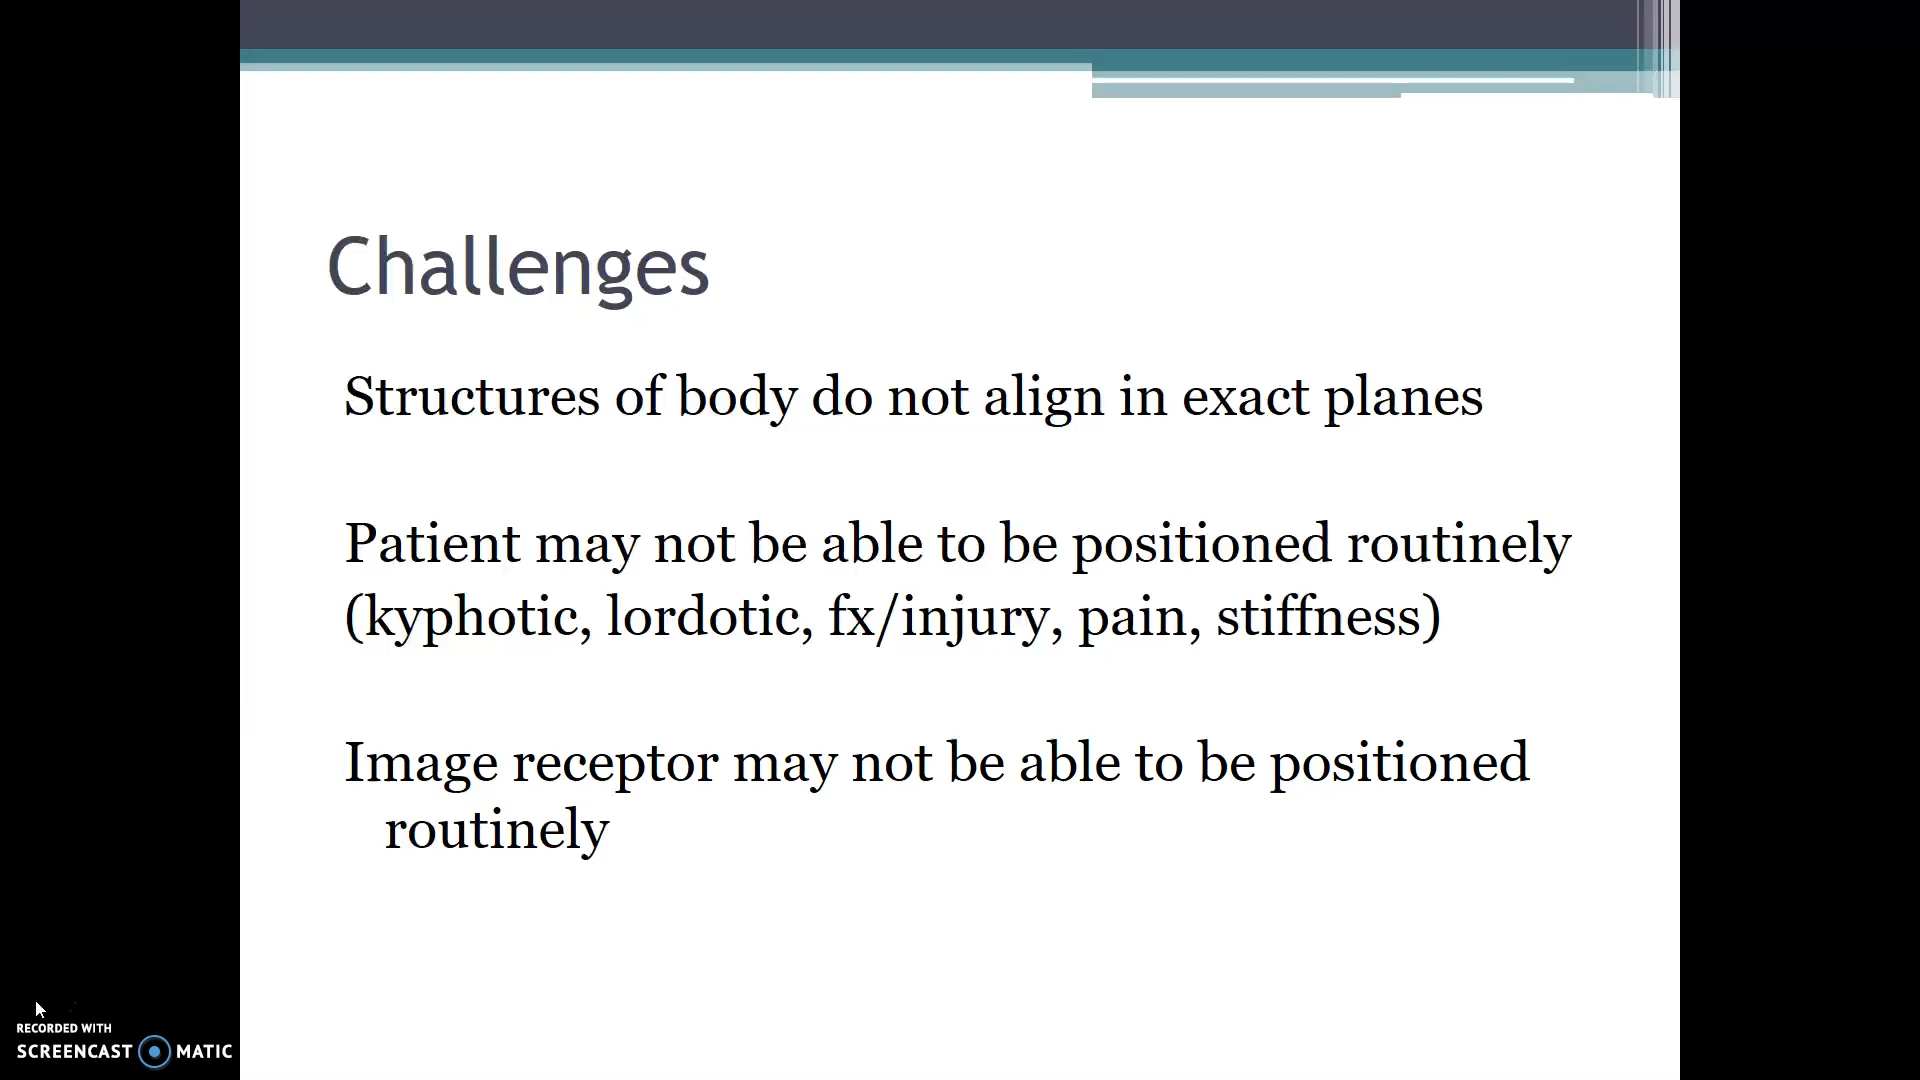 Challenges
Structures of body do not align in exact planes
Patient may not be able to be positioned routinely
(kyphotic, lordotic, fx/injury, pain, stiffness)
Image receptor may not be able to be positioned
routinely
RECORDED WITH
SCREENCAST MATIC